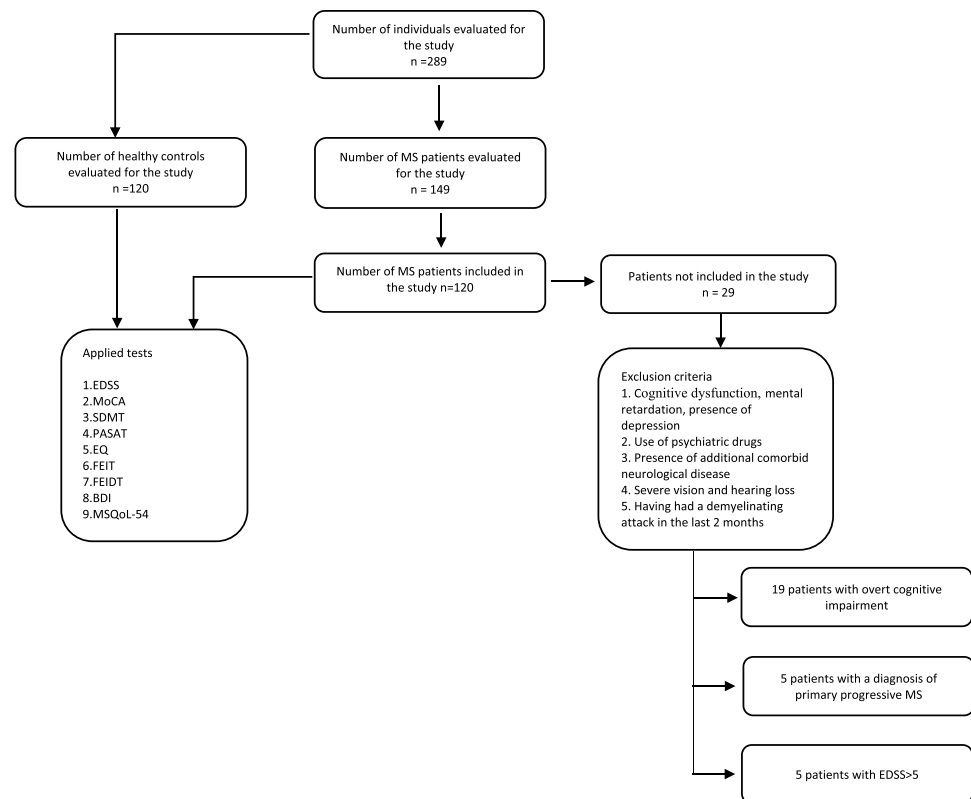 Number of individuals evaluated for
the study
n =289
Number of healthy controls
evaluated for the study
n =120
Number of MS patients evaluated
for the study
n = 149
Number of MS patients included in
the study n=120
Patients not included in the study
n = 29
Applied tests
1.EDSS
2.MoCA
3.SDMT
4.PASAT
5.EQ
6.FEIT
7.FEIDT
8.BDI
9.MSQoL-54
Exclusion criteria
1. Cognitive dysfunction, mental
retardation, presence of
depression
2. Use of psychiatric drugs
3. Presence of additional comorbid
neurological disease
4. Severe vision and hearing loss
5. Having had a demyelinating
attack in the last 2 months
19 patients with overt cognitive
impairment
5 patients with a diagnosis of
primary progressive MS
5 patients with EDSS>5